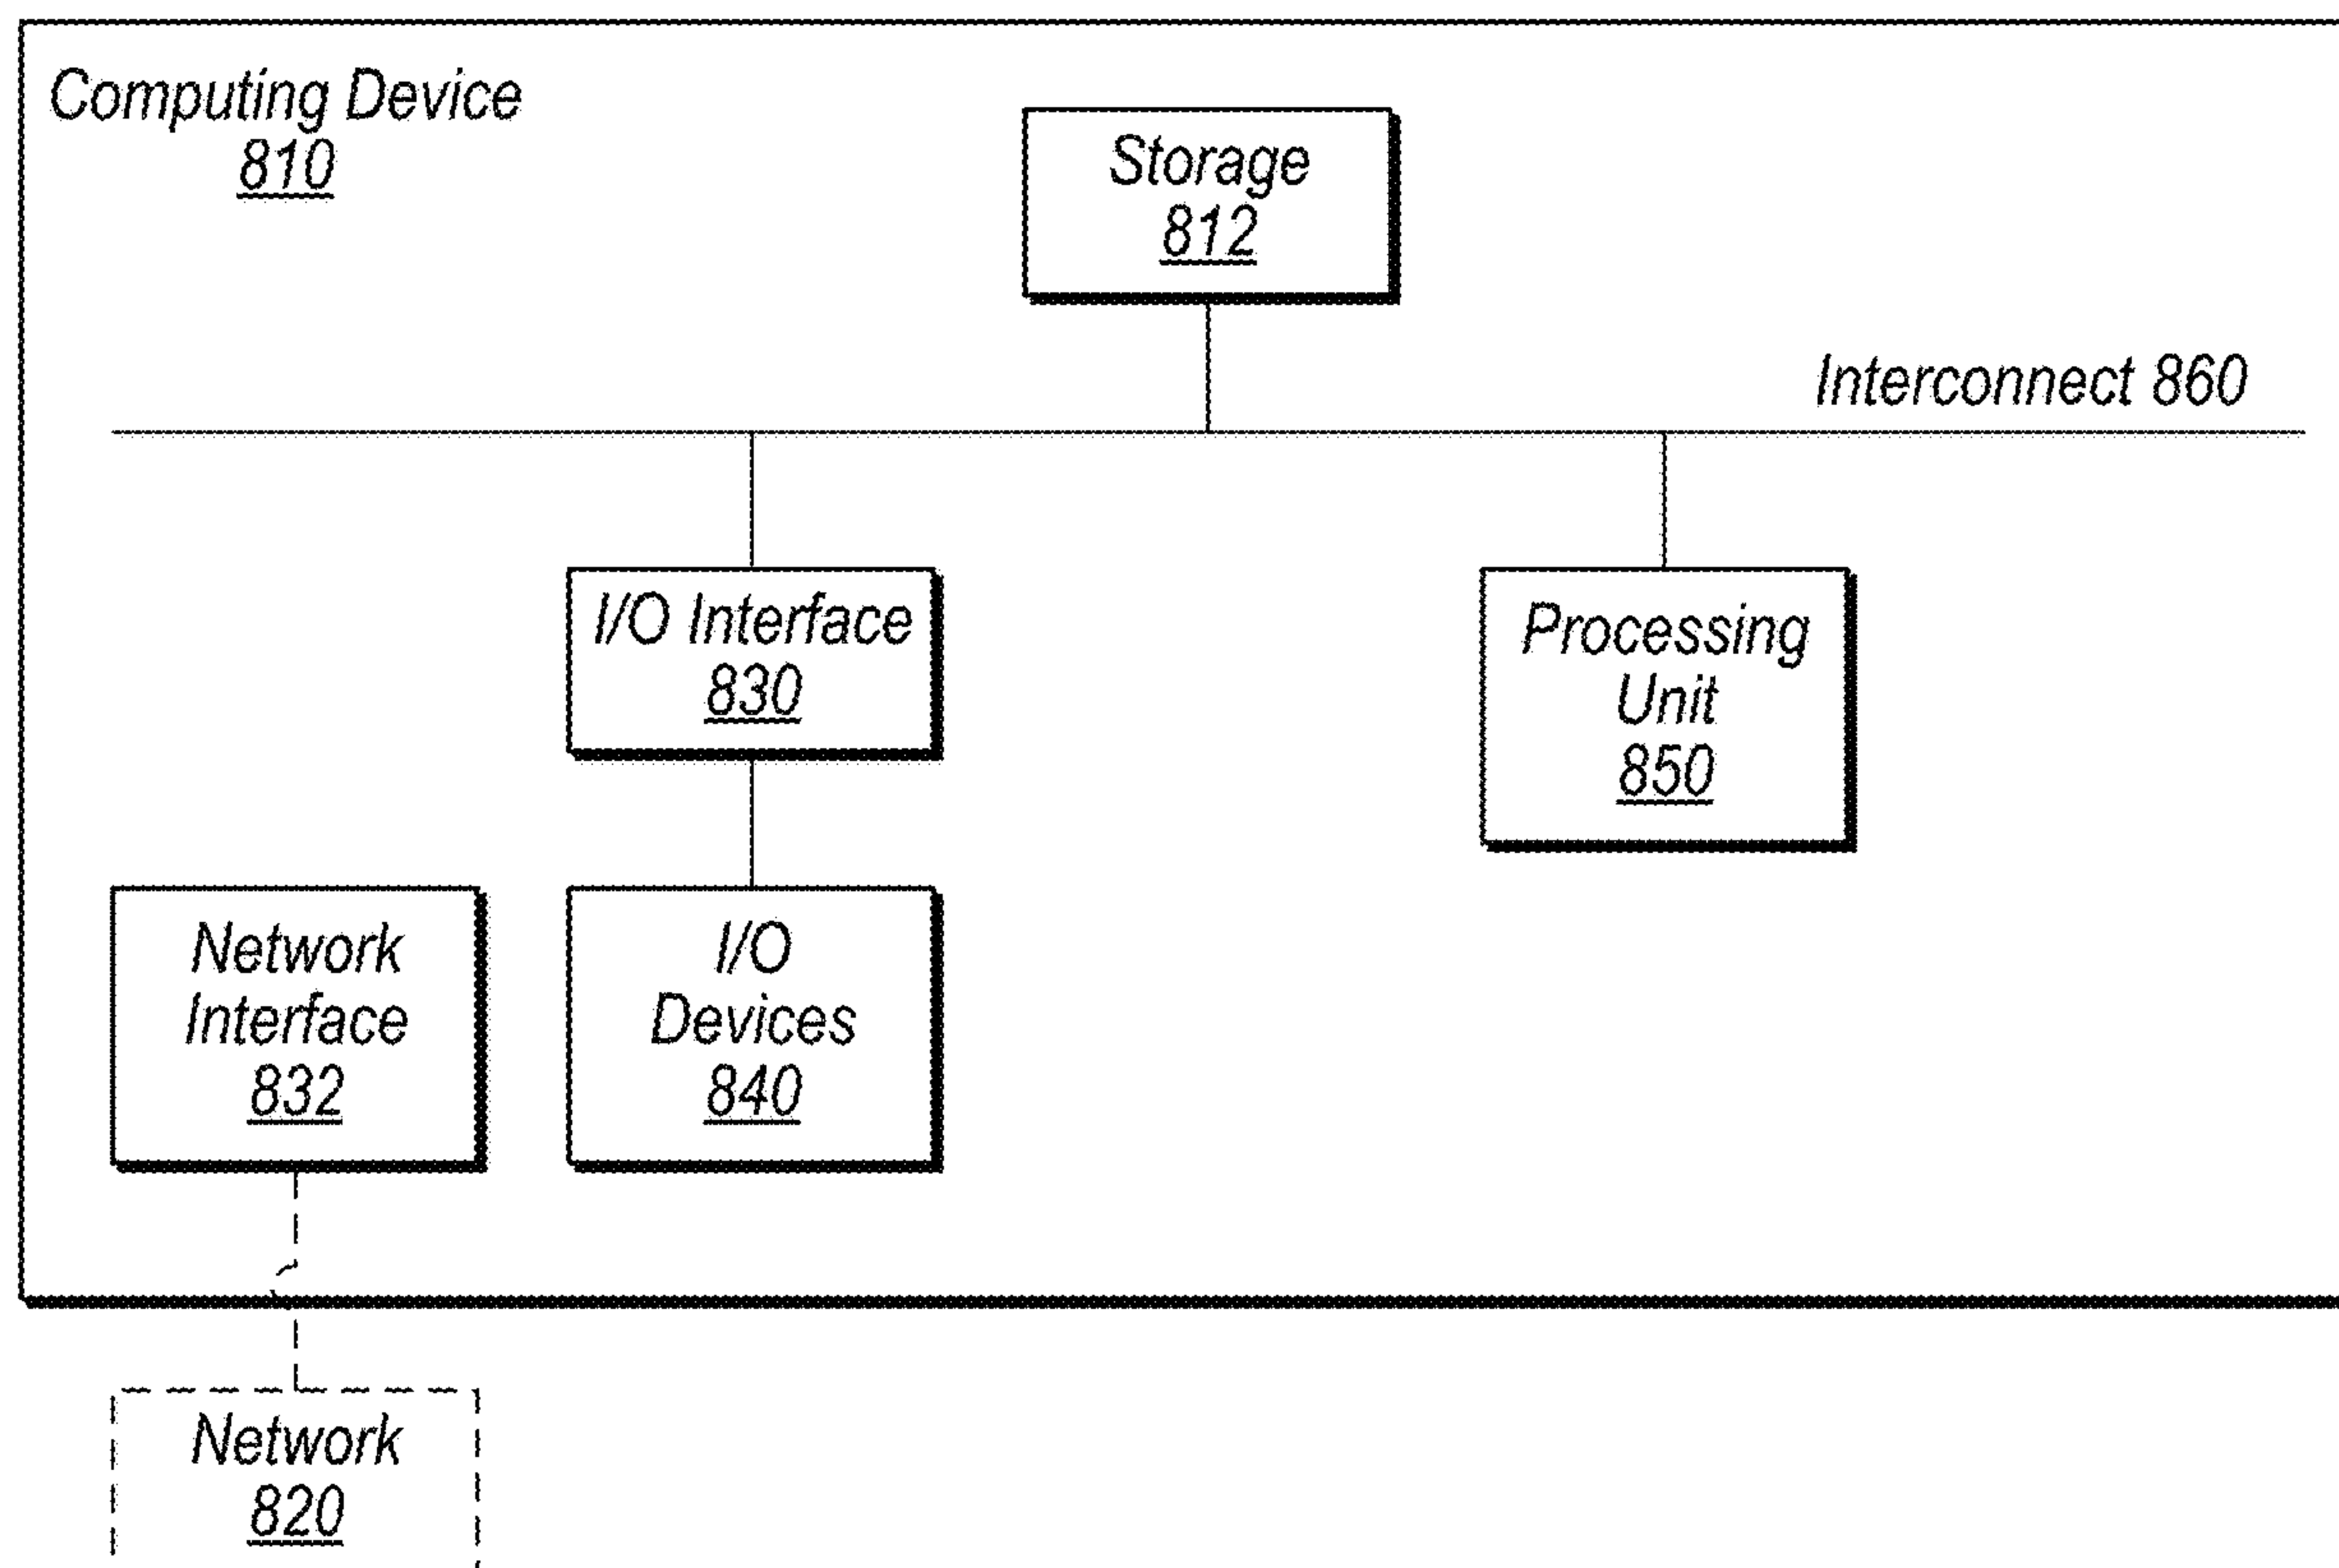 Computing Device
810
Storage
812
Interconnect 860
I/O Interface
830
Processing
Unit
850
Network
Interface
832
I/O
Devices
840
Network
820